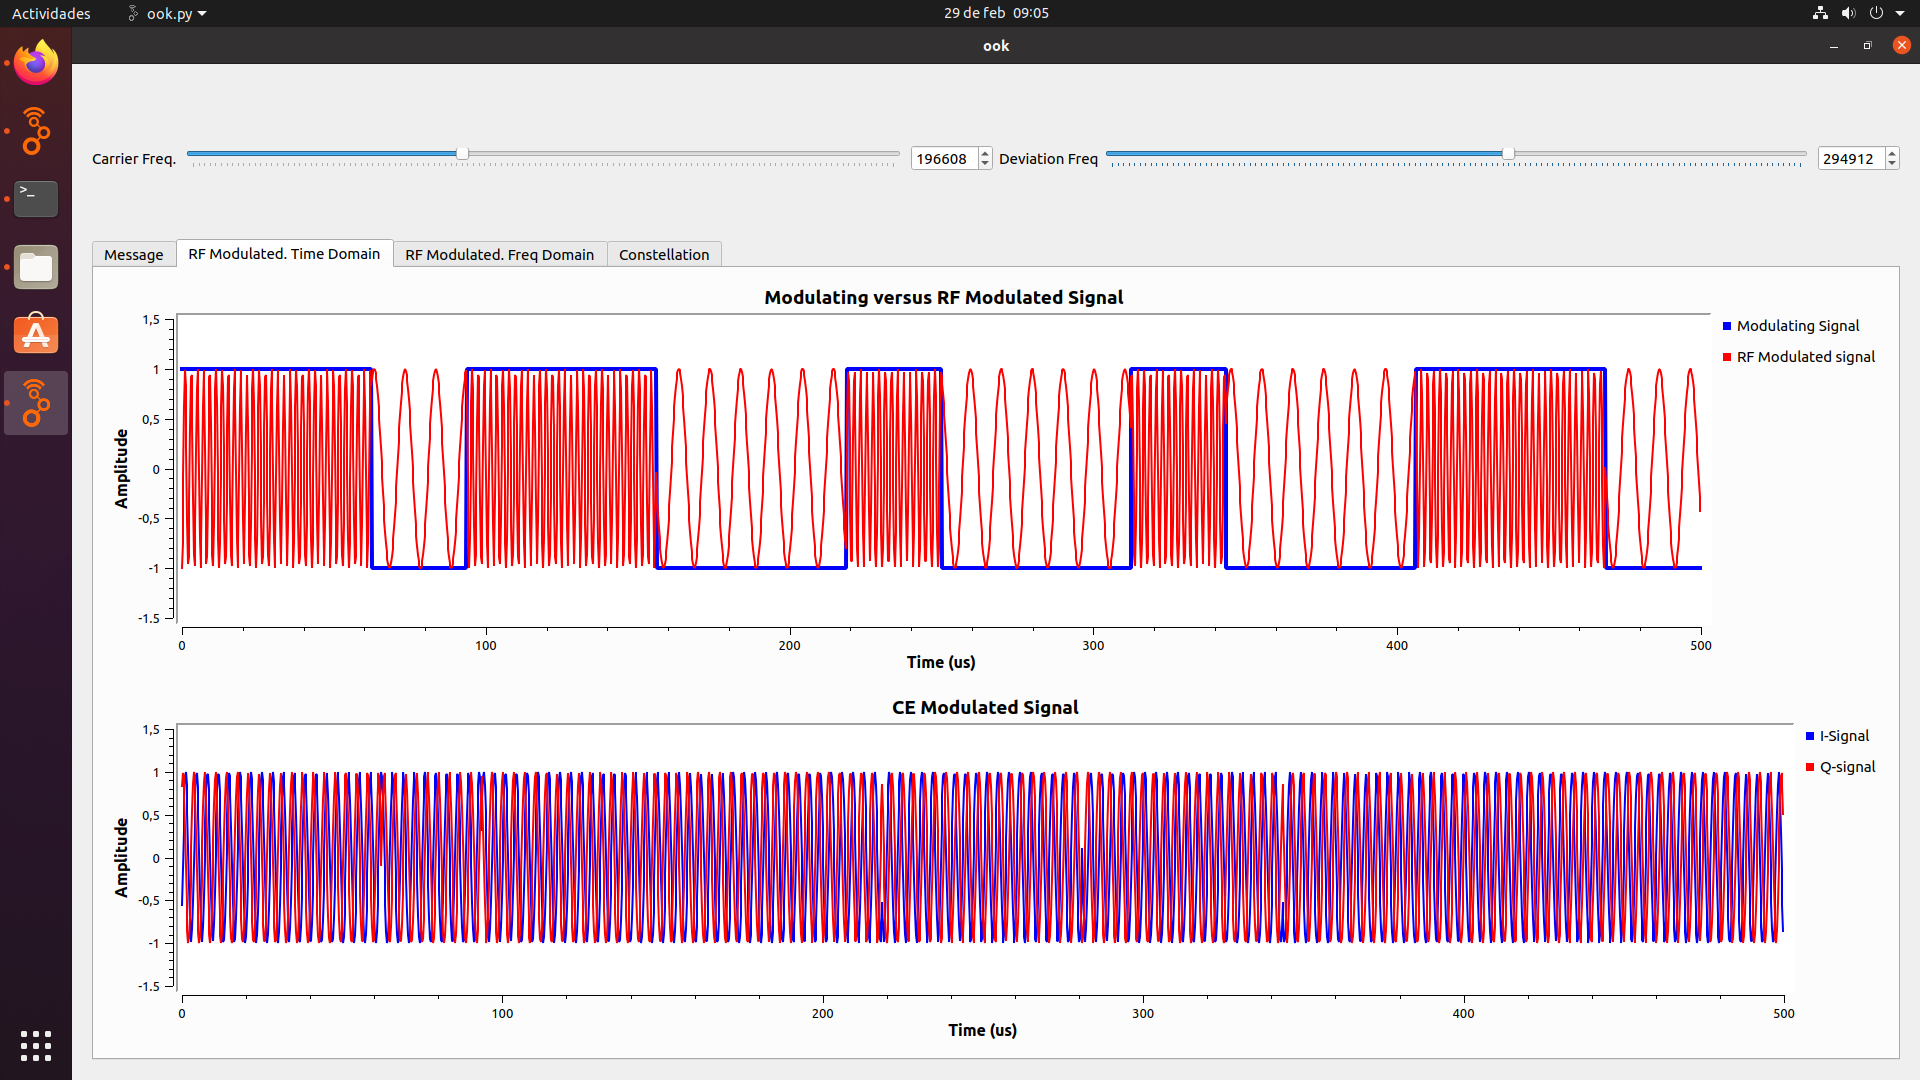 Actividades ook.py 29 de feb 09:05
ook
Carrier Freq. 196608 Deviation Freq 294912
Message RF Modulated. Time Domain RF Modulated. Freq Domain Constellation
Modulating versus RF Modulated Signal
1,5
1
0,5
0
-0,5
-1
-1.5
Amplitude
0 100 200 300 400 500
Time (us)
Modulating Signal
RF Modulated signal
CE Modulated Signal
1,5
1
0,5
0
-0,5
-1
-1.5
Amplitude
0 100 200 300 400 500
Time (us)
I-Signal
Q-signal